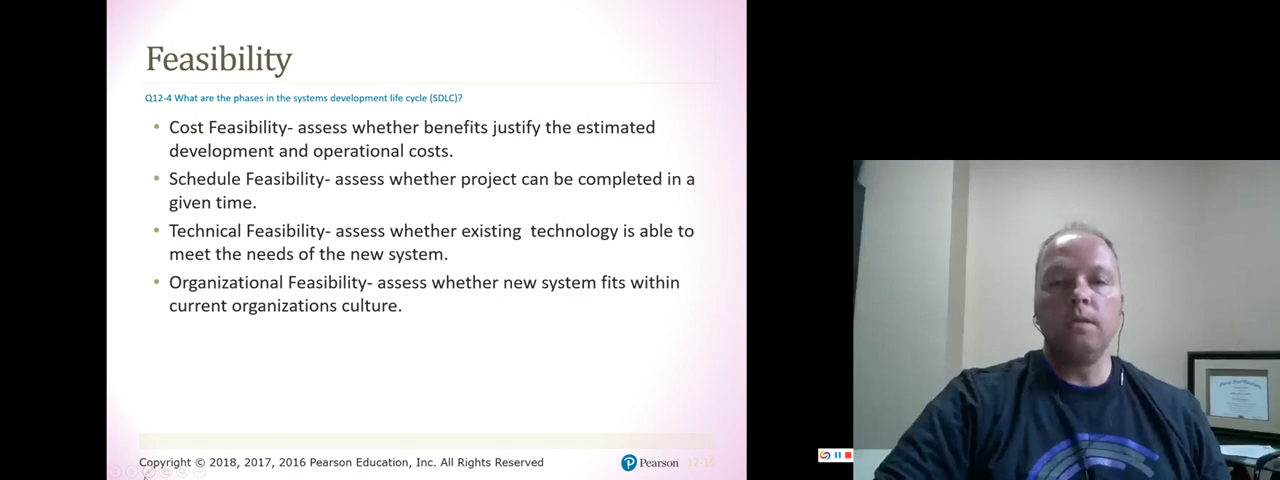 Feasibility
Q12-4 What are the phases in the systems development life cycle (SDLC)?
• Cost Feasibility- assess whether benefits justify the estimated
development and operational costs.
• Schedule Feasibility- assess whether project can be completed in a
given time.
• Technical Feasibility- assess whether existing  technology is able to
meet the needs of the new system.
• Organizational Feasibility- assess whether new system fits within
current organizations culture.
Copyright © 2018, 2017, 2016 Pearson Education, Inc. All Rights Reserved
Pearson